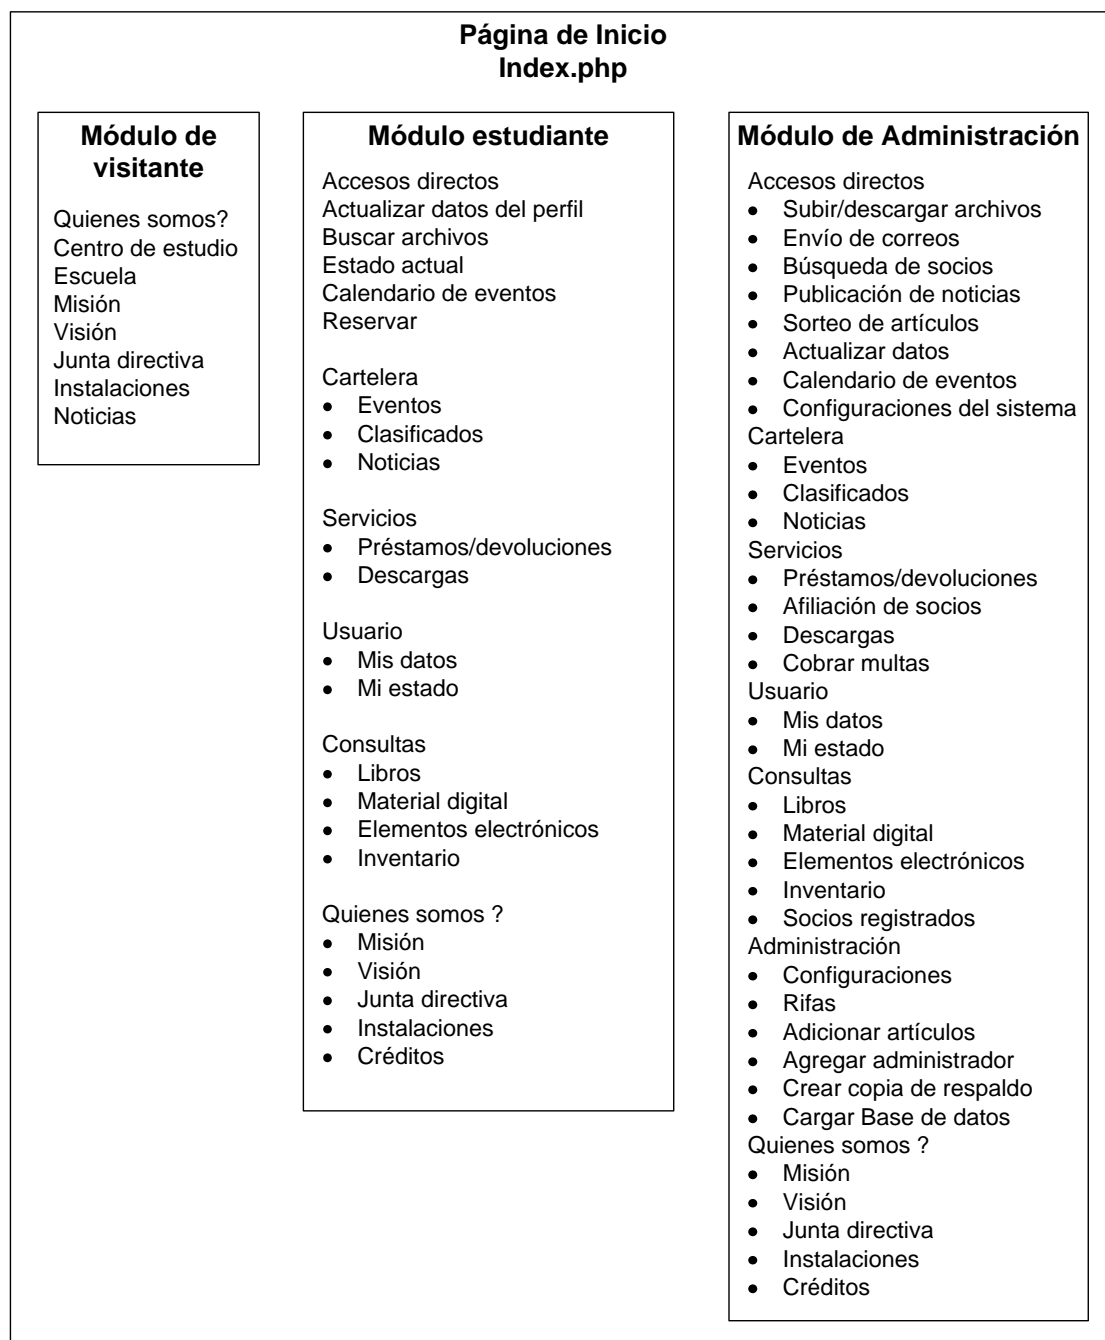 Página de Inicio
Index.php
Módulo de
visitante
Quienes somos?
Centro de estudio
Escuela
Misión
Visión
Junta directiva
Instalaciones
Noticias
Módulo estudiante
Accesos directos
Actualizar datos del perfil
Buscar archivos
Estado actual
Calendario de eventos
Reservar
Cartelera
• Eventos
• Clasificados
• Noticias
Servicios
• Préstamos/devoluciones
• Descargas
Usuario
• Mis datos
• Mi estado
Consultas
• Libros
• Material digital
• Elementos electrónicos
• Inventario
Quienes somos ?
• Misión
• Visión
• Junta directiva
• Instalaciones
• Créditos
Módulo de Administración
Accesos directos
• Subir/descargar archivos
• Envío de correos
• Búsqueda de socios
• Publicación de noticias
• Sorteo de artículos
• Actualizar datos
• Calendario de eventos
• Configuraciones del sistema
Cartelera
• Eventos
• Clasificados
• Noticias
Servicios
• Préstamos/devoluciones
• Afiliación de socios
• Descargas
• Cobrar multas
Usuario
• Mis datos
• Mi estado
Consultas
• Libros
• Material digital
• Elementos electrónicos
• Inventario
• Socios registrados
Administración
• Configuraciones
• Rifas
• Adicionar artículos
• Agregar administrador
• Crear copia de respaldo
• Cargar Base de datos
Quienes somos ?
• Misión
• Visión
• Junta directiva
• Instalaciones
• Créditos